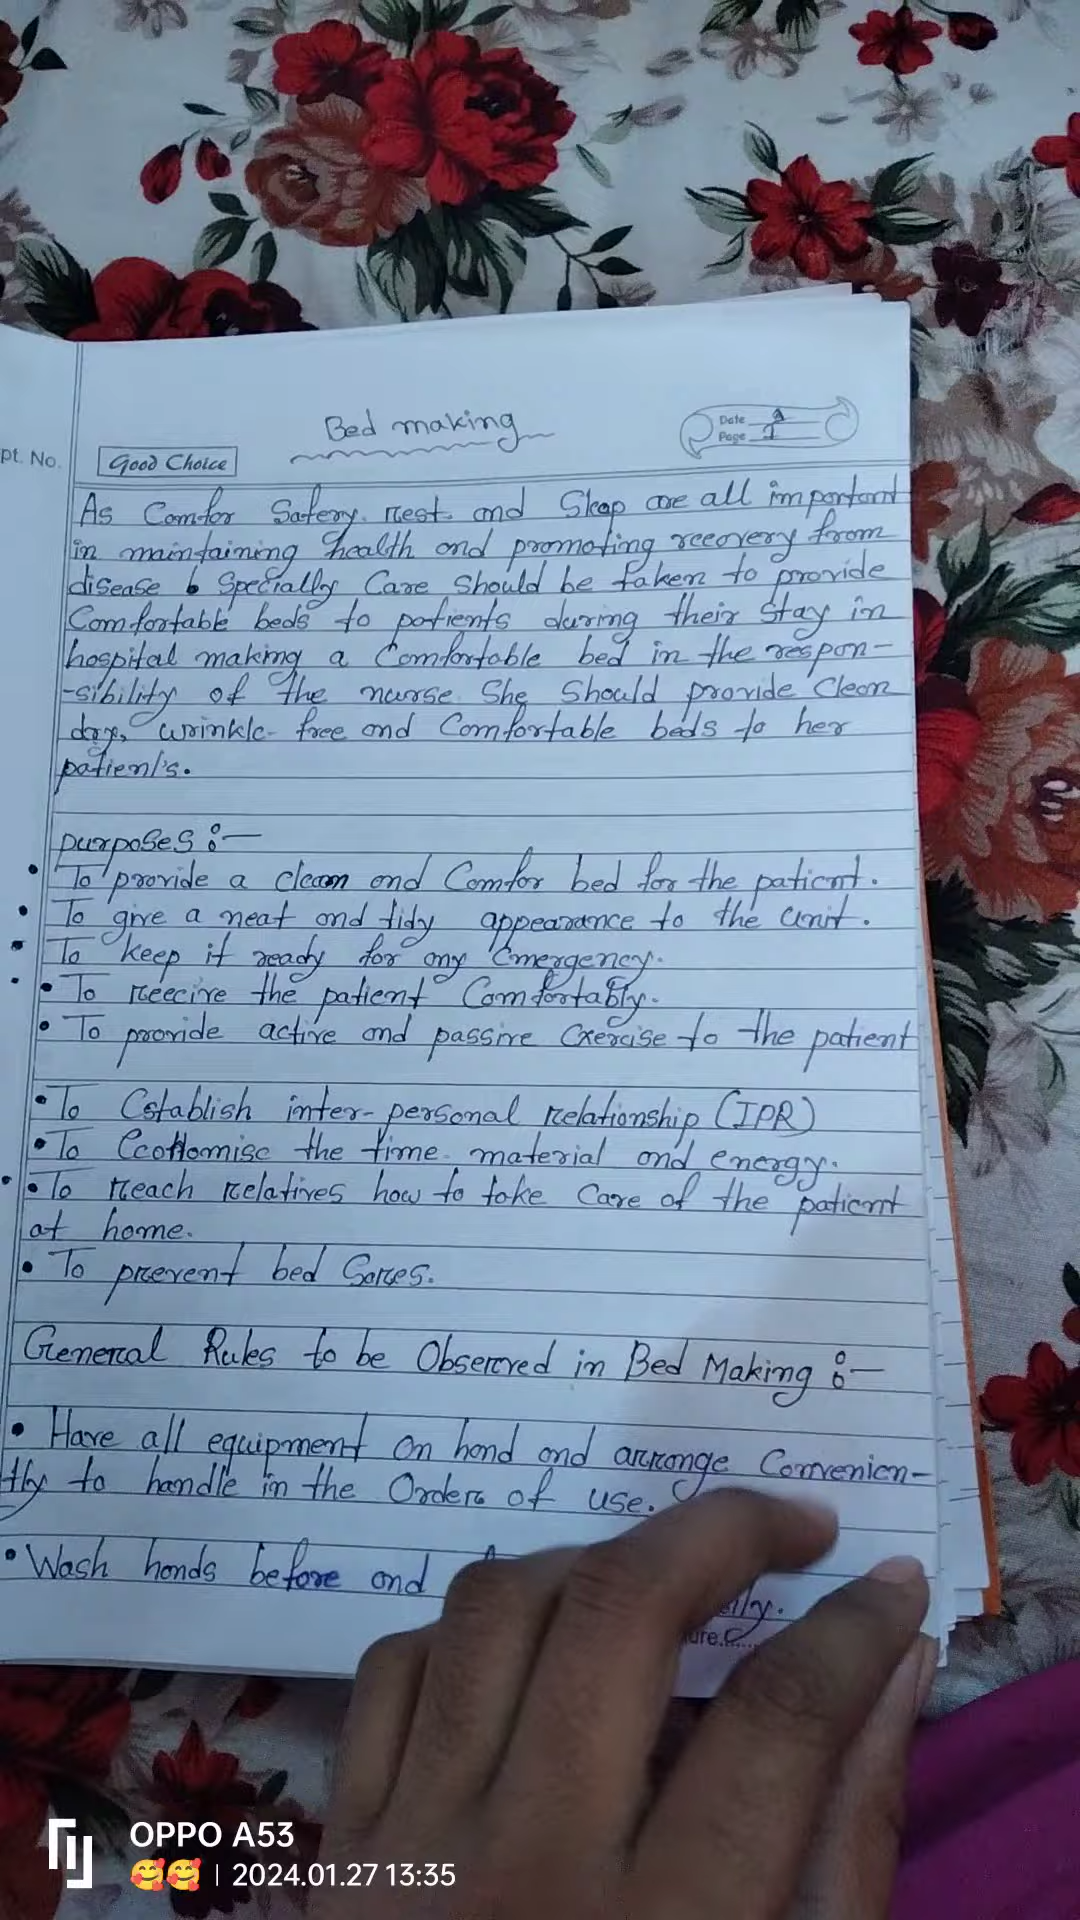 Bed making
Date
Page 1
pt. No.
Good Choice
As Comfor Safery. rest. and Sleep are all important
in maintaining health and promoting recovery from
disease Specially Care Should be taken to provide
Comfortable beds to patients during their Stay in
hospital making a Comfortable bed in the respon-
-sibility of the nurse. She Should provide Clean
dry, wrinkle- free and Comfortable beds to her
patient's.
purposes :-
• To provide a clean and Comfor bed for the patient.
• To give a neat and tidy appearance to the Unit.
• To keep it ready for any Emergency.
• To receive the patient Comfortably.
• To provide active and passive Exercise to the patient
• To Establish inter-personal relationship (IPR)
• To Econtomise the time. material and energy.
• To reach relatives how to take Care of the patient
at home.
• To prevent bed Sores.
General Rules to be Observed in Bed Making :-
• Have all equipment on hand and arrange Convenien-
tly to handle in the Order of use.
• Wash hands before and
OPPO A53
🥰🥰 | 2024.01.27 13:35